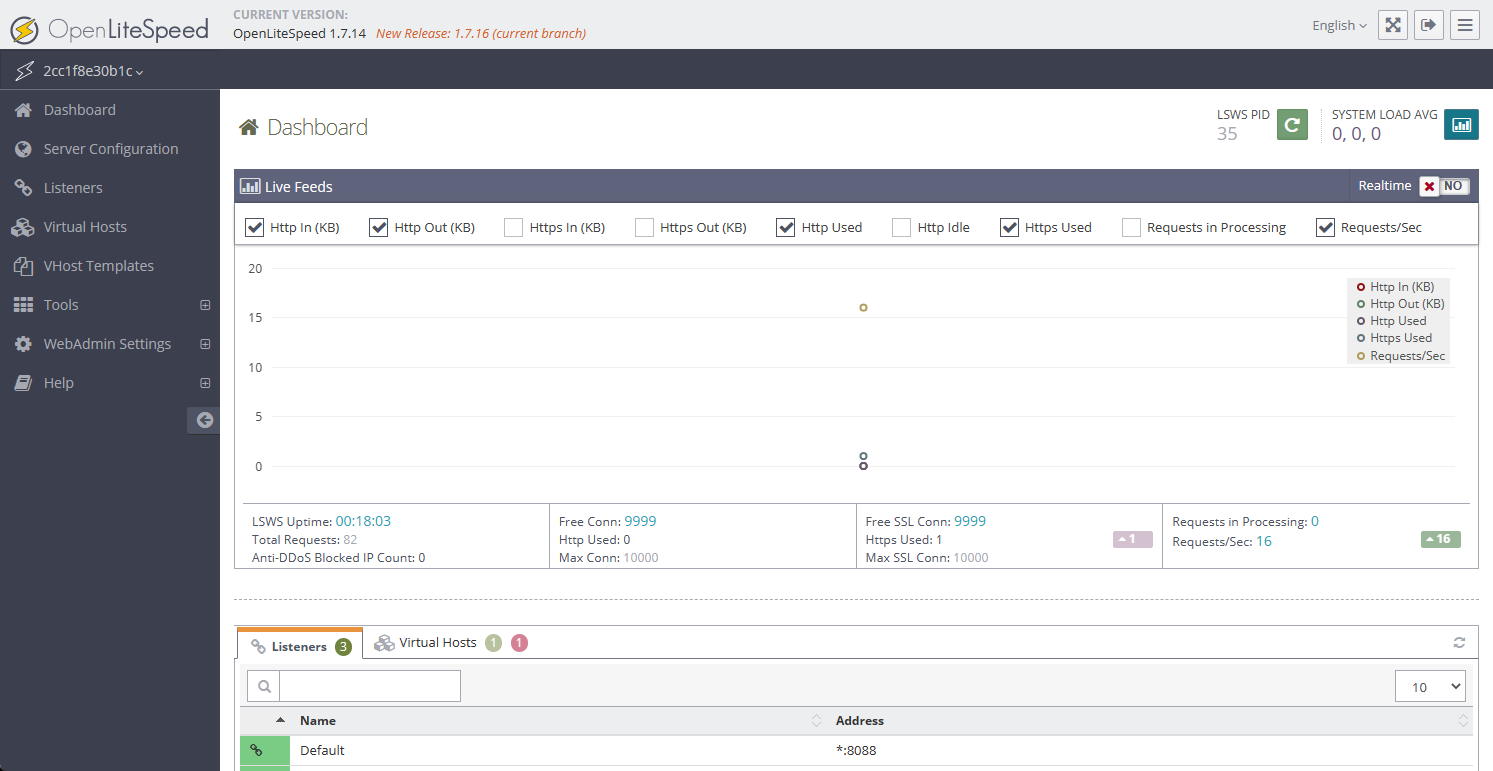 OpenLiteSpeed
CURRENT VERSION:
OpenLiteSpeed 1.7.14 New Release: 1.7.16 (current branch)
English
2cc1f8e30b1c
Dashboard
Server Configuration
Listeners
Virtual Hosts
VHost Templates
Tools
WebAdmin Settings
Help
Dashboard
LSWS PID
35
SYSTEM LOAD AVG
0, 0, 0
Live Feeds
Realtime NO
Http In (KB) Http Out (KB) Https In (KB) Https Out (KB) Http Used Http Idle Https Used Requests in Processing Requests/Sec
20
15
10
5
0
Http In (KB)
Http Out (KB)
Http Used
Https Used
Requests/Sec
LSWS Uptime: 00:18:03
Total Requests: 82
Anti-DDoS Blocked IP Count: 0
Free Conn: 9999
Http Used: 0
Max Conn: 10000
Free SSL Conn: 9999
Https Used: 1
1
Max SSL Conn: 10000
Requests in Processing: 0
Requests/Sec: 16
16
Listeners 3
Virtual Hosts 1 1
10
Name Address
Default *:8088